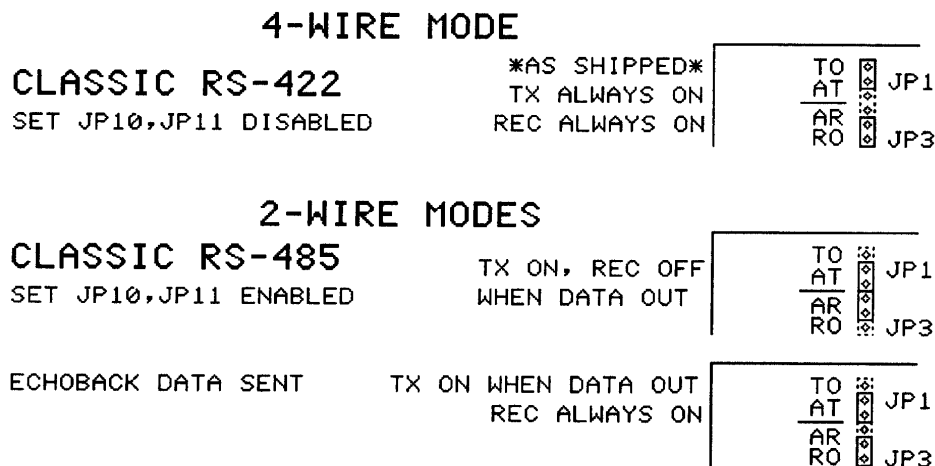 4-WIRE MODE
CLASSIC RS-422
SET JP10,JP11 DISABLED
*AS SHIPPED*
TX ALWAYS ON
REC ALWAYS ON
TO
AT
AR
RO
JP1
JP3
2-WIRE MODES
CLASSIC RS-485
SET JP10,JP11 ENABLED
TX ON, REC OFF
WHEN DATA OUT
TO
AT
AR
RO
JP1
JP3
ECHOBACK DATA SENT
TX ON WHEN DATA OUT
REC ALWAYS ON
TO
AT
AR
RO
JP1
JP3